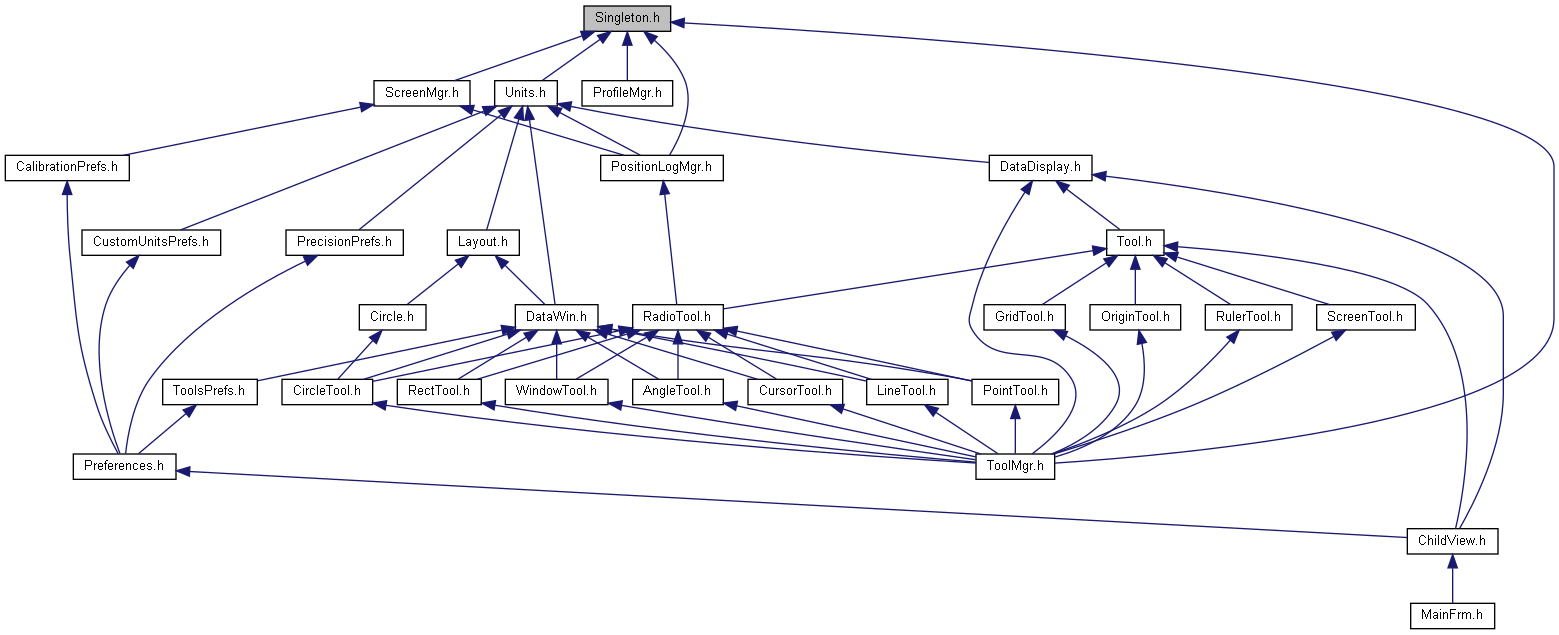 Singleton.h
ScreenMgr.h
Units.h
ProfileMgr.h
CalibrationPrefs.h
PositionLogMgr.h
DataDisplay.h
CustomUnitsPrefs.h
PrecisionPrefs.h
Layout.h
Tool.h
Circle.h
DataWin.h
RadioTool.h
GridTool.h
OriginTool.h
RulerTool.h
ScreenTool.h
ToolsPrefs.h
CircleTool.h
RectTool.h
WindowTool.h
AngleTool.h
CursorTool.h
LineTool.h
PointTool.h
Preferences.h
ToolMgr.h
ChildView.h
MainFrm.h